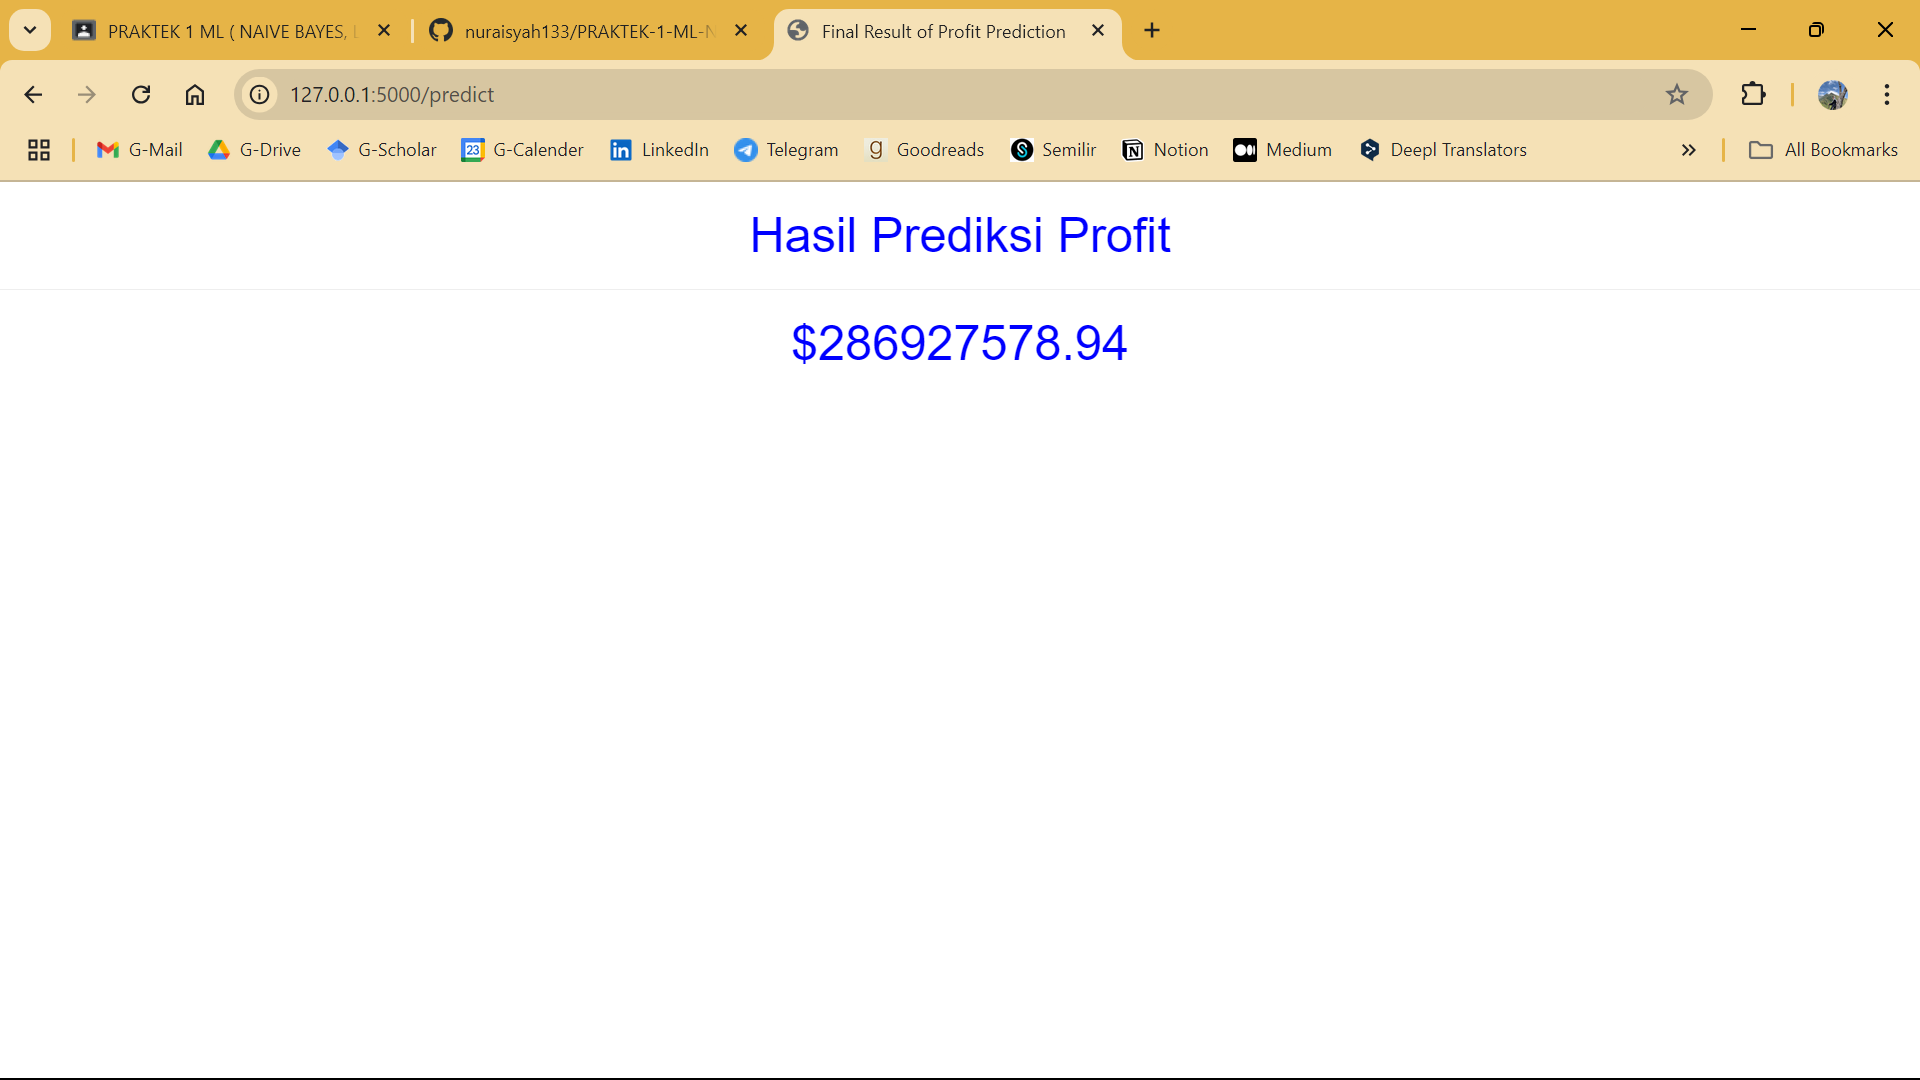 PRAKTEK 1 ML ( NAIVE BAYES,
nuraisyah133/PRAKTEK-1-ML-N
Final Result of Profit Prediction
127.0.0.1:5000/predict
G-Mail
G-Drive
G-Scholar
23
G-Calender
in
LinkedIn
Telegram
g
Goodreads
S
Semilir
N
Notion
Medium
Deepl Translators
All Bookmarks
Hasil Prediksi Profit
$286927578.94